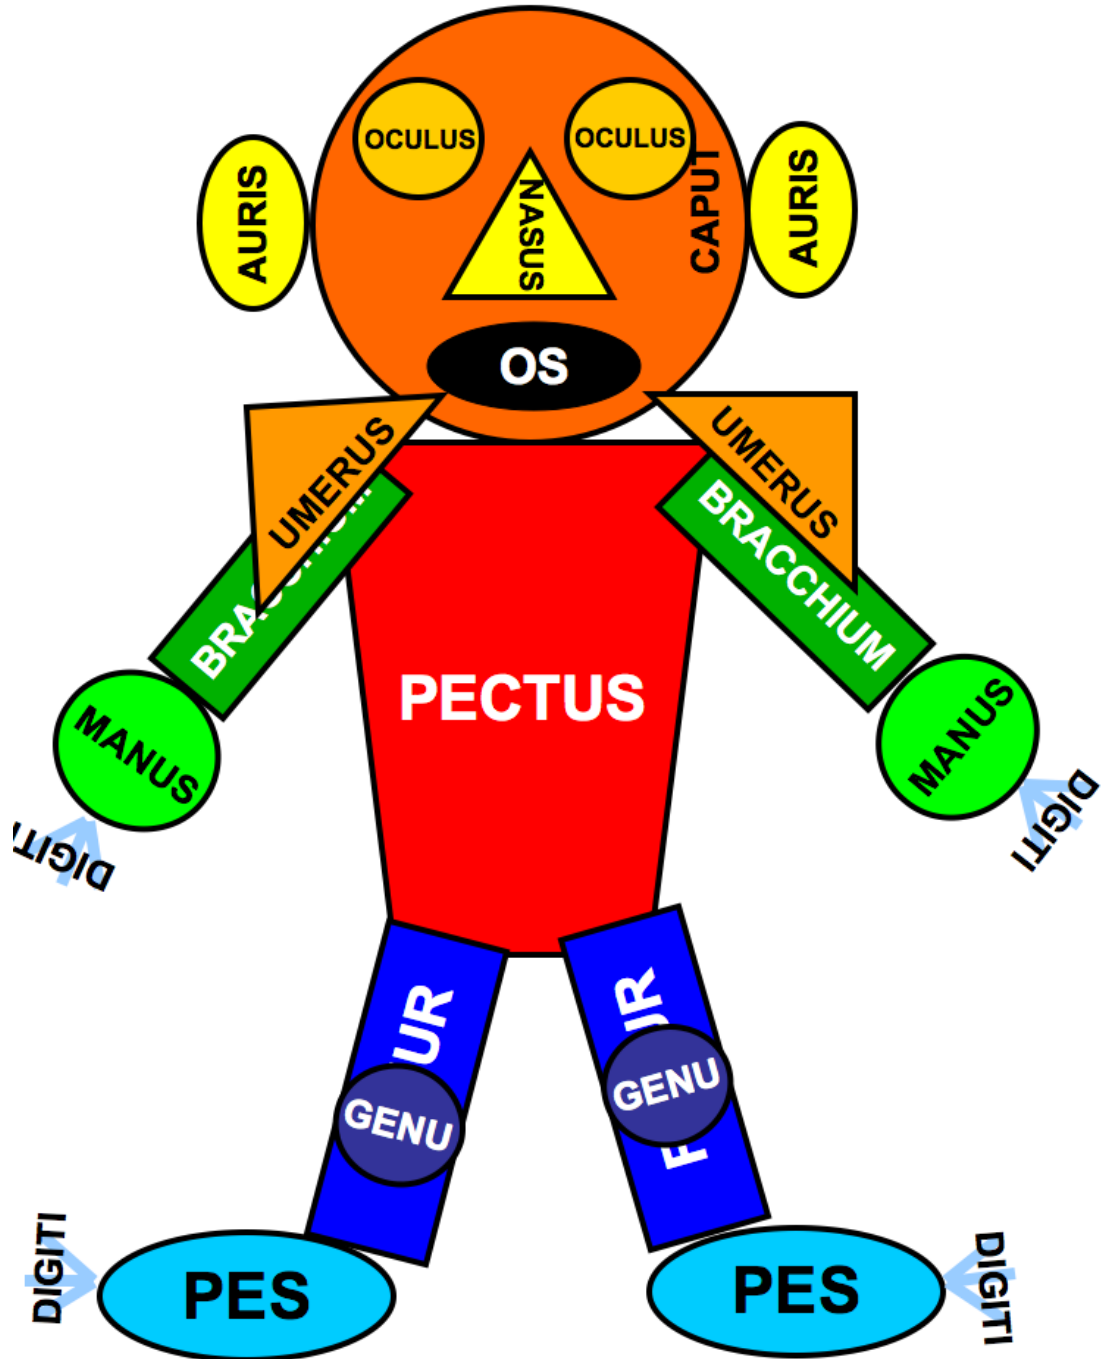 OCULUS
OCULUS
AURIS
NASUS
CAPUT
AURIS
OS
UMERUS
UMERUS
BRACCHIUM
PECTUS
MANUS
MANUS
DIGITI
DIGITI
GENU
GENU
DIGITI
PES
PES
DIGITI